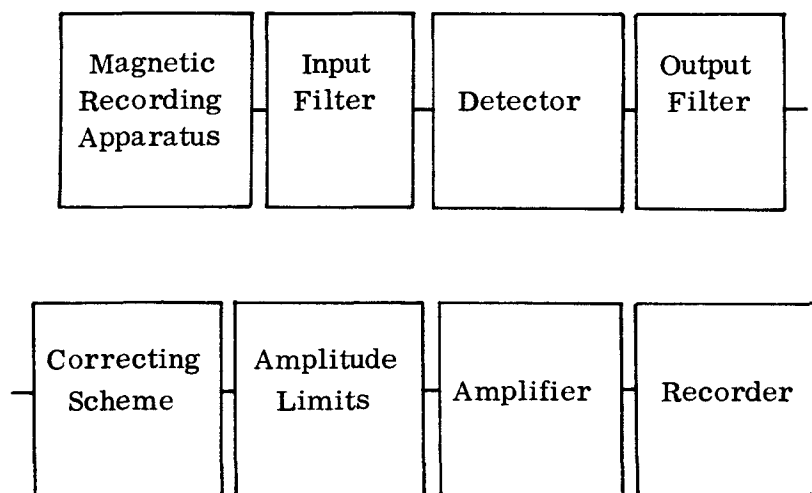 Magnetic
Recording
Apparatus
Input
Filter
Detector
Output
Filter
Correcting
Scheme
Amplitude
Limits
Amplifier
Recorder